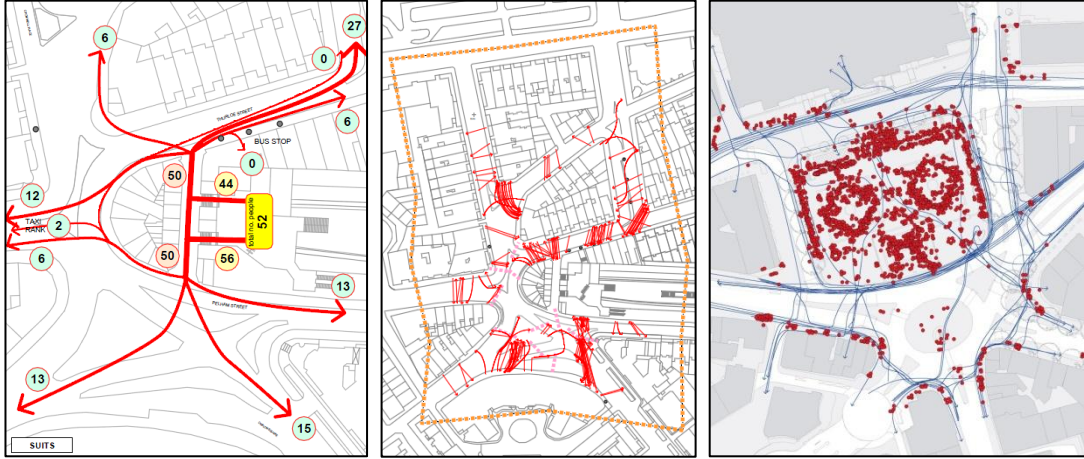 6
27
0
THURLOE STREET
6
BUS STOP
0
50
44
12
TAXI
RANK
2
total no. people
52
50
56
6
13
PELHAM STREET
13
15
SUITS